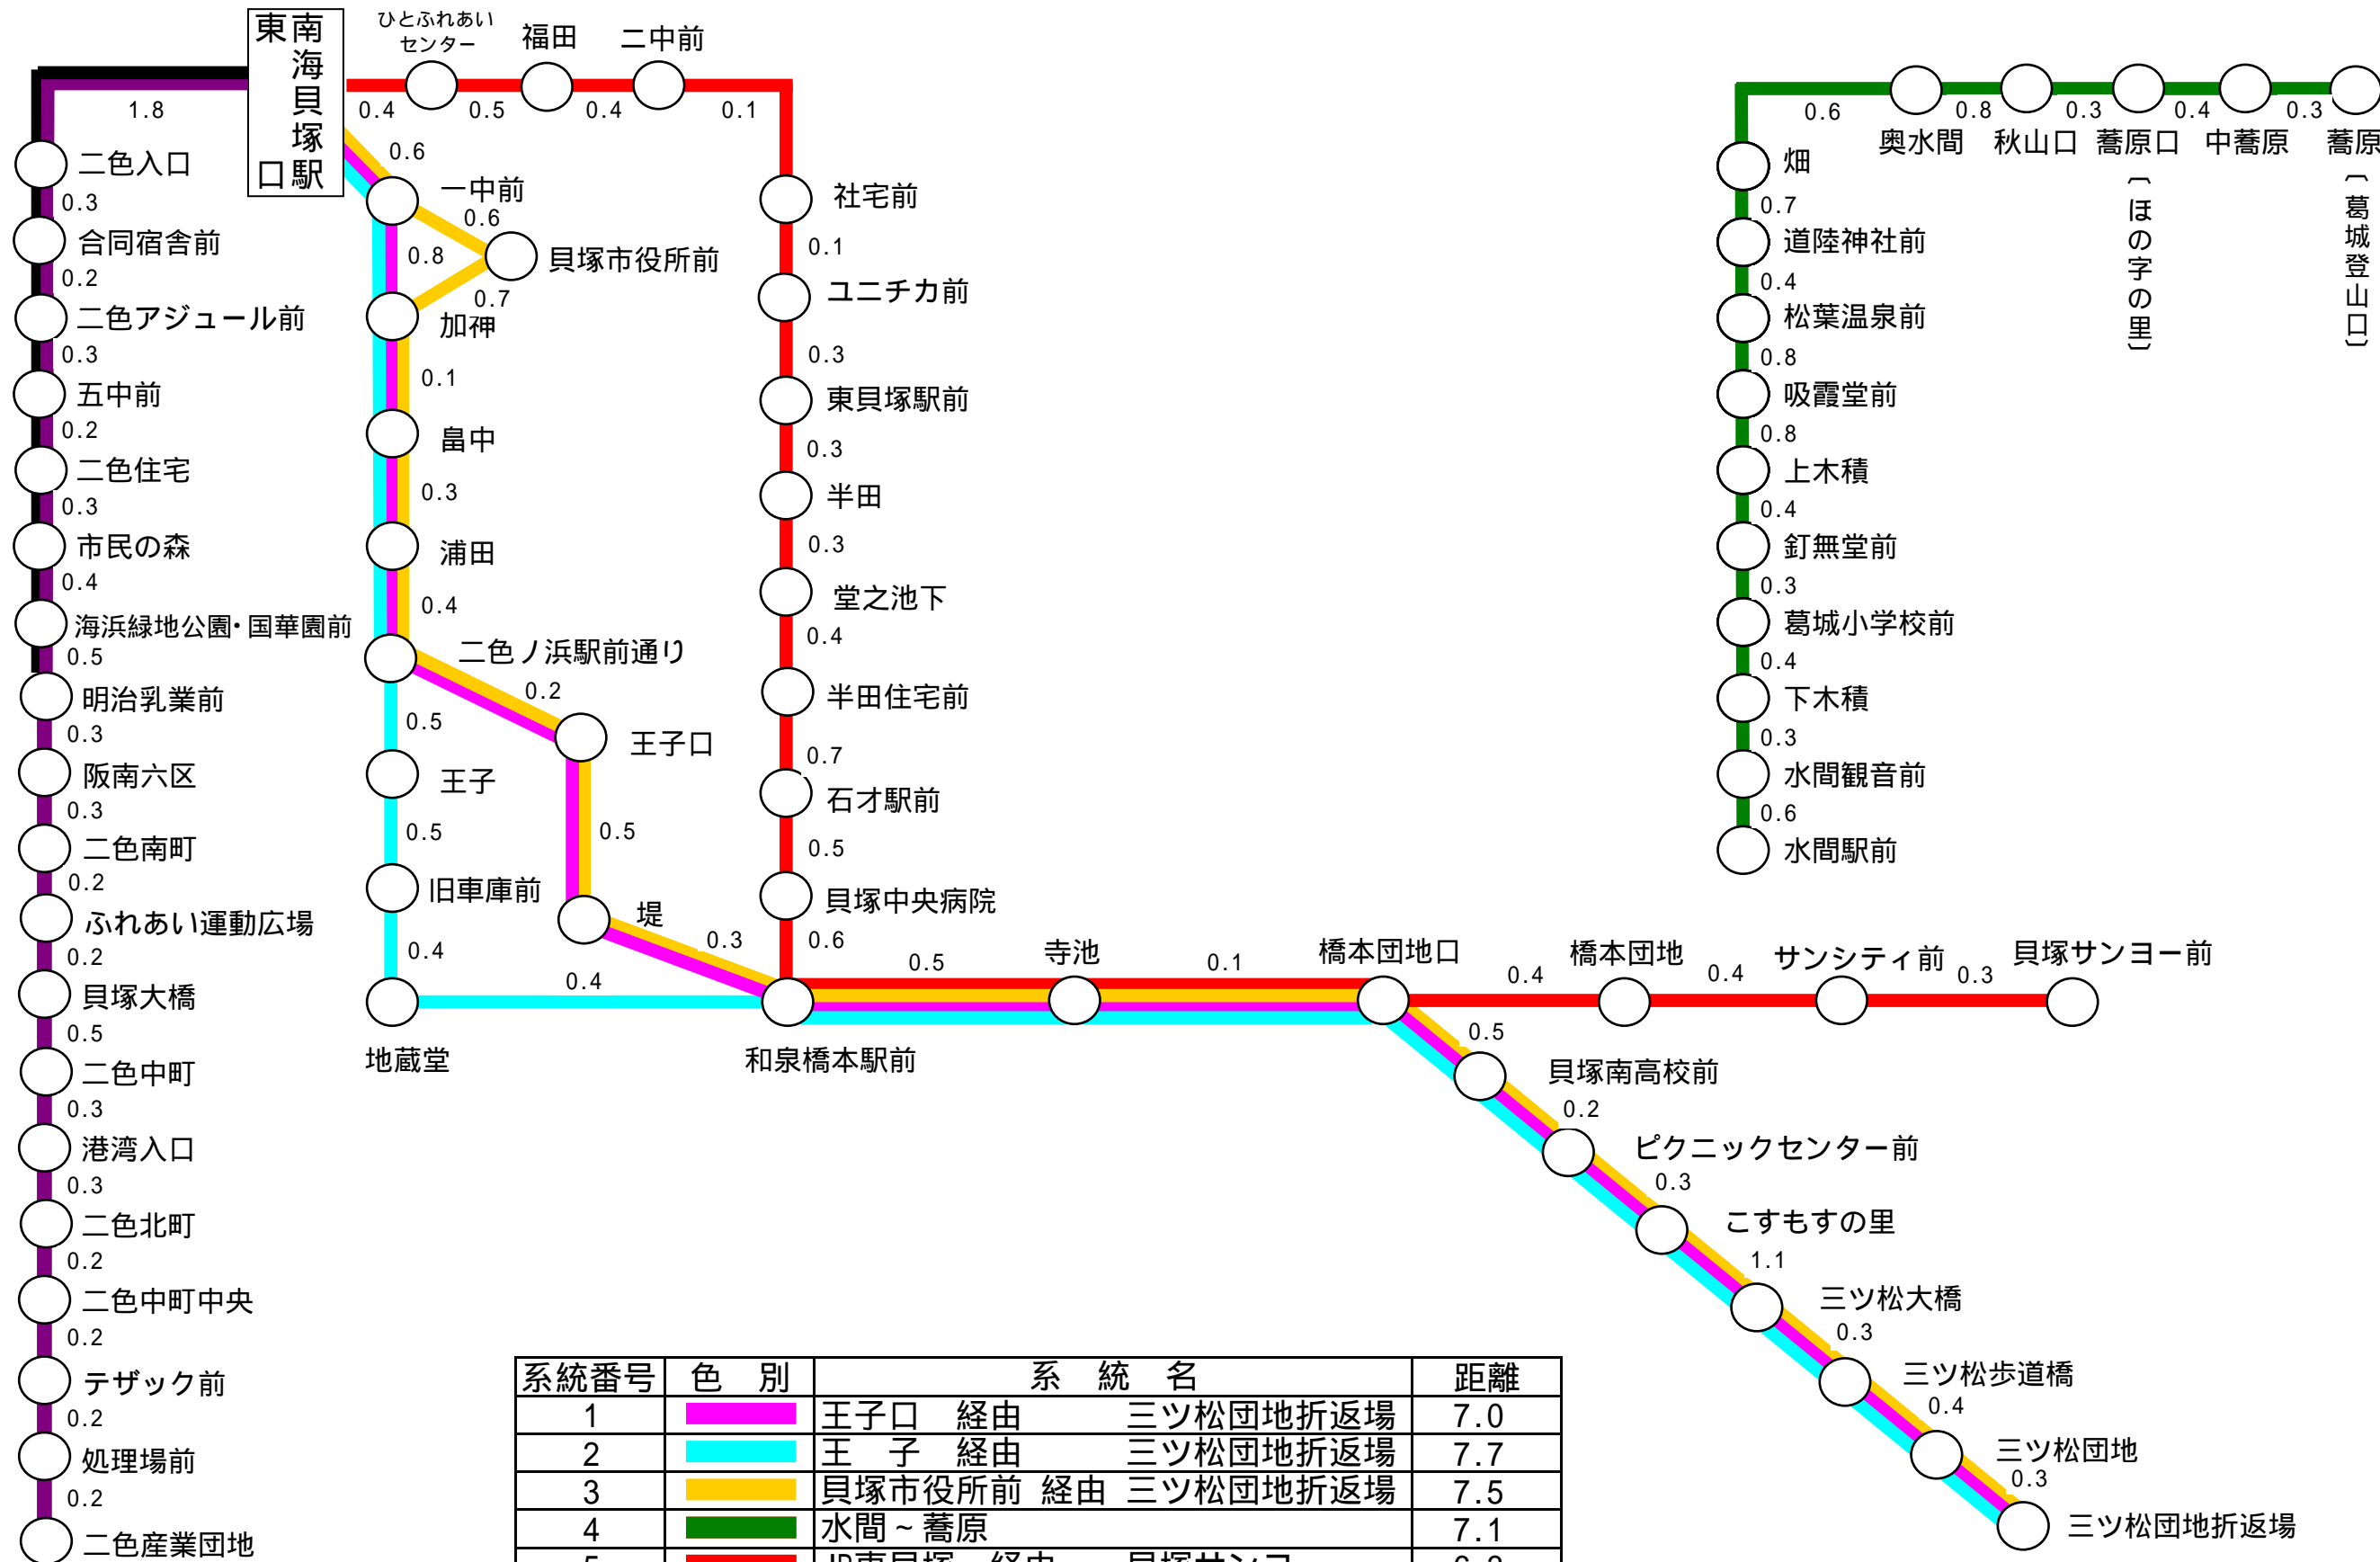 南海貝塚駅
東口
ひとふれあい
センター
福田
二中前
0.4
0.5
0.4
0.1
1.8
二色入口
0.3
合同宿舎前
0.2
二色アジュール前
0.3
五中前
0.2
二色住宅
0.3
市民の森
0.4
海浜緑地公園・国華園前
0.5
明治乳業前
0.3
阪南六区
0.3
二色南町
0.2
ふれあい運動広場
0.2
貝塚大橋
0.5
二色中町
0.3
港湾入口
0.3
二色北町
0.2
二色中町中央
0.2
テザック前
0.2
処理場前
0.2
二色産業団地
0.6
一中前
0.6
0.8
貝塚市役所前
0.7
加神
0.1
畠中
0.3
浦田
0.4
二色ノ浜駅前通り
0.2
0.5
王子口
王子
0.5
0.5
旧車庫前
堤
0.4
0.3
0.4
地蔵堂
社宅前
0.1
ユニチカ前
0.3
東貝塚駅前
0.3
半田
0.3
堂之池下
0.4
半田住宅前
0.7
石才駅前
0.5
貝塚中央病院
0.6
和泉橋本駅前
0.5
寺池
0.1
橋本団地口
0.4
橋本団地
0.4
サンシティ前
0.3
貝塚サンヨー前
0.5
貝塚南高校前
0.2
ピクニックセンター前
0.3
こすもすの里
1.1
三ツ松大橋
0.3
三ツ松歩道橋
0.4
三ツ松団地
0.3
三ツ松団地折返場
0.6
0.8
0.3
0.4
0.3
奥水間
秋山口
蕎原口
中蕎原
蕎原
〔ほの字の里〕
〔葛城登山口〕
畑
0.7
道陸神社前
0.4
松葉温泉前
0.8
吸霞堂前
0.8
上木積
0.4
釘無堂前
0.3
葛城小学校前
0.4
下木積
0.3
水間観音前
0.6
水間駅前
系統番号 色 別 系 統 名 距離
1 王子口 経由 三ツ松団地折返場 7.0
2 王 子 経由 三ツ松団地折返場 7.7
3 貝塚市役所前 経由 三ツ松団地折返場 7.5
4 水間~蕎原 7.1